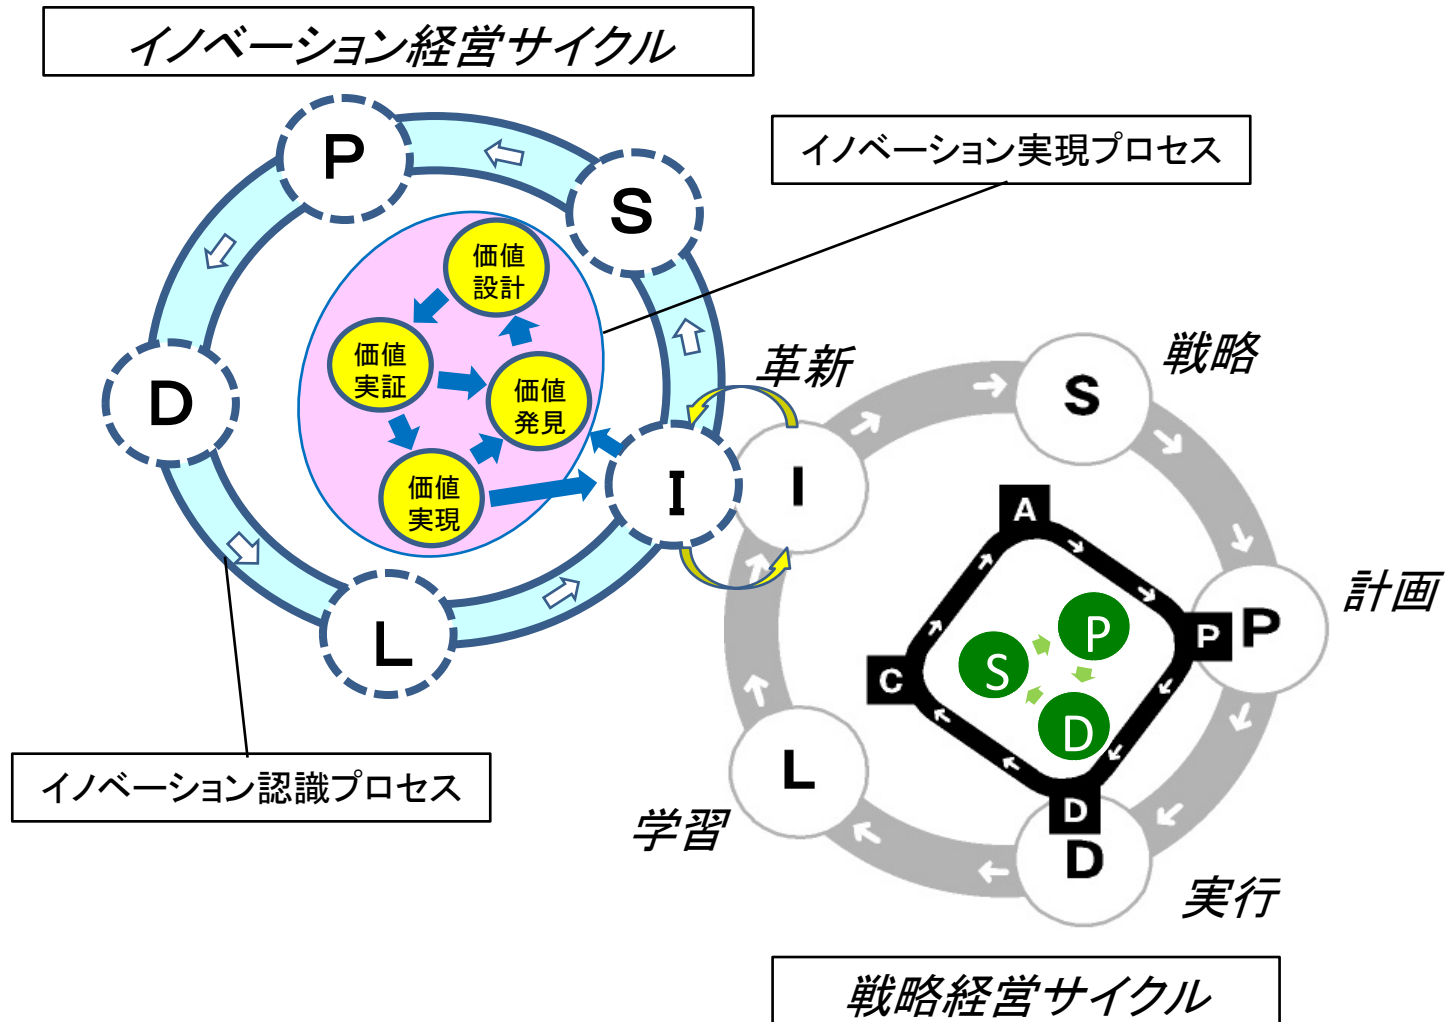 イノベーション経営サイクル
P
S
イノベーション実現プロセス
価値
設計
価値
実証
価値
発見
D
価値
実現
I
L
イノベーション認識プロセス
革新
I
S
戦略
A
P
計画
P
C
S
P
D
L
学習
D
D
実行
戦略経営サイクル